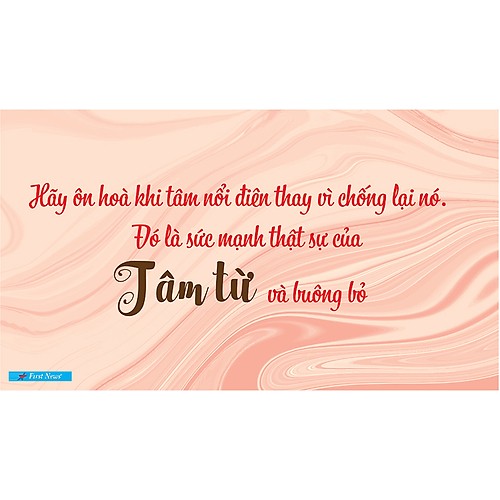 Hãy ôn hoà khi tâm nổi điên thay vì chống lại nó.
Đó là sức mạnh thật sự của
Tâm từ và buông bỏ
First News